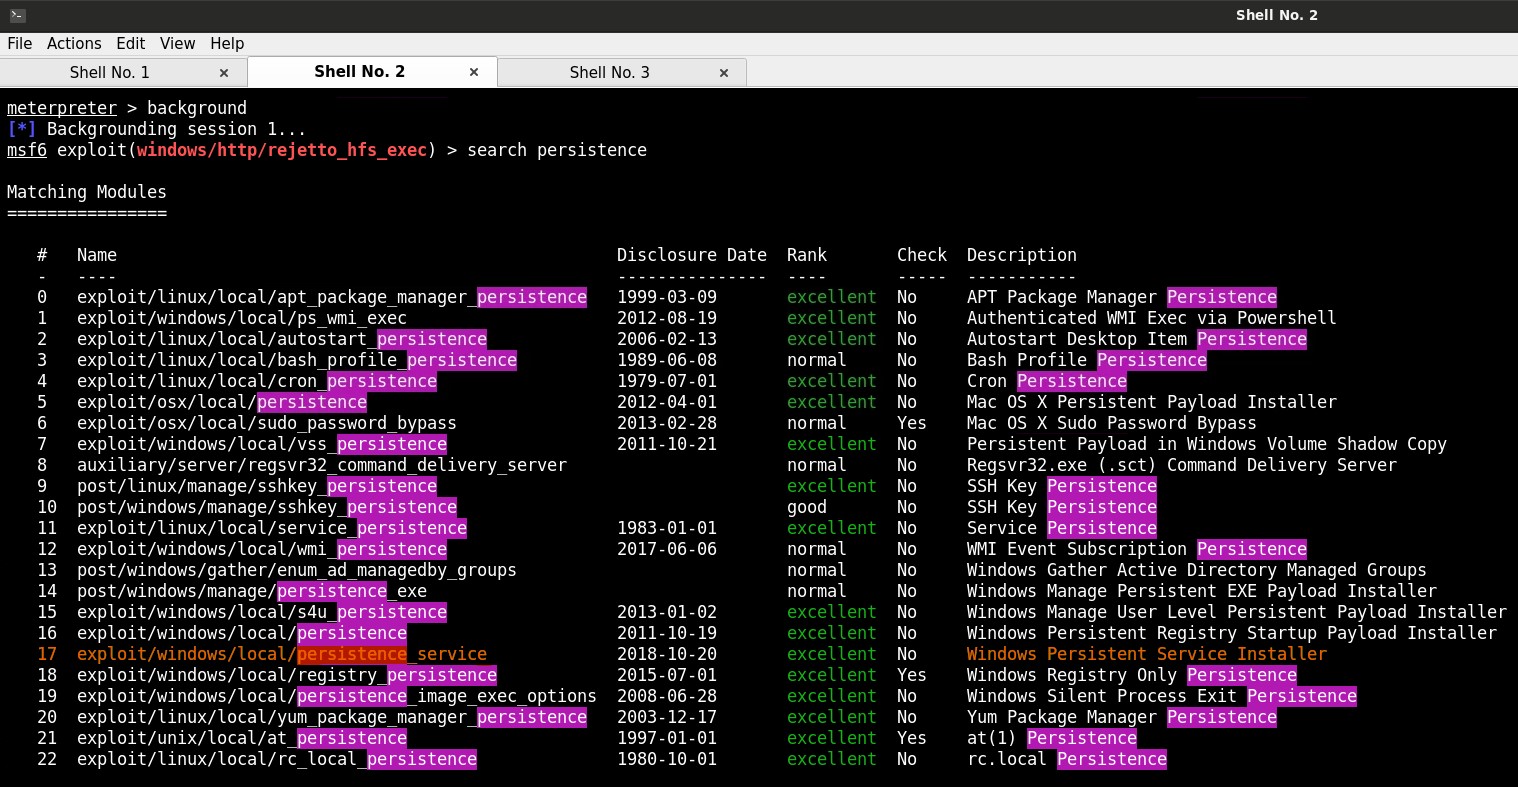 Shell No. 2
File Actions Edit View Help
Shell No. 1 × Shell No. 2 × Shell No. 3 ×
meterpreter > background
[*] Backgrounding session 1...
msf6 exploit(windows/http/rejetto_hfs_exec) > search persistence
Matching Modules
================
# Name Disclosure Date Rank Check Description
- ---- --------------- ---- ----- -----------
0 exploit/linux/local/apt_package_manager_persistence 1999-03-09 excellent No APT Package Manager Persistence
1 exploit/windows/local/ps_wmi_exec 2012-08-19 excellent No Authenticated WMI Exec via Powershell
2 exploit/linux/local/autostart_persistence 2006-02-13 excellent No Autostart Desktop Item Persistence
3 exploit/linux/local/bash_profile_persistence 1989-06-08 normal No Bash Profile Persistence
4 exploit/linux/local/cron_persistence 1979-07-01 excellent No Cron Persistence
5 exploit/osx/local/persistence 2012-04-01 excellent No Mac OS X Persistent Payload Installer
6 exploit/osx/local/sudo_password_bypass 2013-02-28 normal Yes Mac OS X Sudo Password Bypass
7 exploit/windows/local/vss_persistence 2011-10-21 excellent No Persistent Payload in Windows Volume Shadow Copy
8 auxiliary/server/regsvr32_command_delivery_server normal No Regsvr32.exe (.sct) Command Delivery Server
9 post/linux/manage/sshkey_persistence excellent No SSH Key Persistence
10 post/windows/manage/sshkey_persistence good No SSH Key Persistence
11 exploit/linux/local/service_persistence 1983-01-01 excellent No Service Persistence
12 exploit/windows/local/wmi_persistence 2017-06-06 normal No WMI Event Subscription Persistence
13 post/windows/gather/enum_ad_managedby_groups normal No Windows Gather Active Directory Managed Groups
14 post/windows/manage/persistence_exe normal No Windows Manage Persistent EXE Payload Installer
15 exploit/windows/local/s4u_persistence 2013-01-02 excellent No Windows Manage User Level Persistent Payload Installer
16 exploit/windows/local/persistence 2011-10-19 excellent No Windows Persistent Registry Startup Payload Installer
17 exploit/windows/local/persistence_service 2018-10-20 excellent No Windows Persistent Service Installer
18 exploit/windows/local/registry_persistence 2015-07-01 excellent Yes Windows Registry Only Persistence
19 exploit/windows/local/persistence_image_exec_options 2008-06-28 excellent No Windows Silent Process Exit Persistence
20 exploit/linux/local/yum_package_manager_persistence 2003-12-17 excellent No Yum Package Manager Persistence
21 exploit/unix/local/at_persistence 1997-01-01 excellent Yes at(1) Persistence
22 exploit/linux/local/rc_local_persistence 1980-10-01 excellent No rc.local Persistence